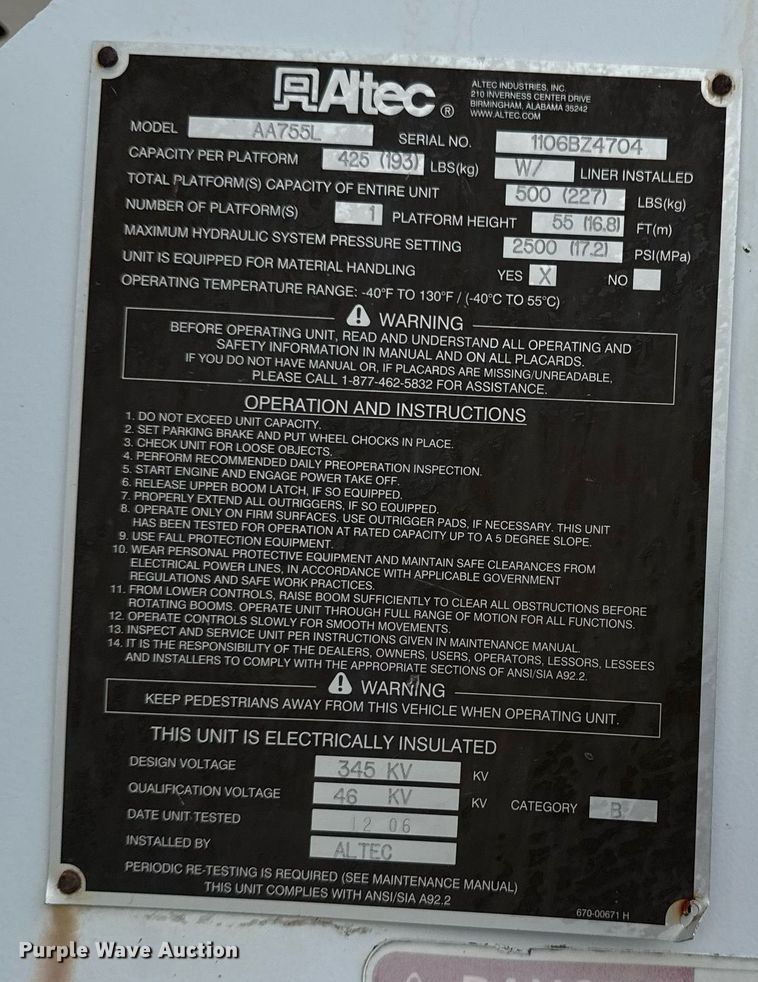 Altec ®
ALTEC INDUSTRIES, INC.
210 INVERNESS CENTER DRIVE
BIRMINGHAM, ALABAMA 35242
WWW.ALTEC.COM
MODEL AA755L SERIAL NO. 1106BZ4704
CAPACITY PER PLATFORM 425 (193) LBS(kg) W/ LINER INSTALLED
TOTAL PLATFORM(S) CAPACITY OF ENTIRE UNIT 500 (227) LBS(kg)
NUMBER OF PLATFORM(S) 1 PLATFORM HEIGHT 55 (16.8) FT(m)
MAXIMUM HYDRAULIC SYSTEM PRESSURE SETTING 2500 (17.2) PSI(MPa)
UNIT IS EQUIPPED FOR MATERIAL HANDLING YES X NO
OPERATING TEMPERATURE RANGE: -40°F TO 130°F / (-40°C TO 55°C)
WARNING
BEFORE OPERATING UNIT, READ AND UNDERSTAND ALL OPERATING AND
SAFETY INFORMATION IN MANUAL AND ON ALL PLACARDS.
IF YOU DO NOT HAVE MANUAL OR, IF PLACARDS ARE MISSING/UNREADABLE,
PLEASE CALL 1-877-462-5832 FOR ASSISTANCE.
OPERATION AND INSTRUCTIONS
1. DO NOT EXCEED UNIT CAPACITY.
2. SET PARKING BRAKE AND PUT WHEEL CHOCKS IN PLACE.
3. CHECK UNIT FOR LOOSE OBJECTS.
4. PERFORM RECOMMENDED DAILY PREOPERATION INSPECTION.
5. START ENGINE AND ENGAGE POWER TAKE OFF.
6. RELEASE UPPER BOOM LATCH, IF SO EQUIPPED.
7. PROPERLY EXTEND ALL OUTRIGGERS, IF SO EQUIPPED.
8. OPERATE ONLY ON FIRM SURFACES. USE OUTRIGGER PADS, IF NECESSARY. THIS UNIT
HAS BEEN TESTED FOR OPERATION AT RATED CAPACITY UP TO A 5 DEGREE SLOPE.
9. USE FALL PROTECTION EQUIPMENT.
10. WEAR PERSONAL PROTECTIVE EQUIPMENT AND MAINTAIN SAFE CLEARANCES FROM
ELECTRICAL POWER LINES, IN ACCORDANCE WITH APPLICABLE GOVERNMENT
REGULATIONS AND SAFE WORK PRACTICES.
11. FROM LOWER CONTROLS, RAISE BOOM SUFFICIENTLY TO CLEAR ALL OBSTRUCTIONS BEFORE
ROTATING BOOMS. OPERATE UNIT THROUGH FULL RANGE OF MOTION FOR ALL FUNCTIONS.
12. OPERATE CONTROLS SLOWLY FOR SMOOTH MOVEMENTS.
13. INSPECT AND SERVICE UNIT PER INSTRUCTIONS GIVEN IN MAINTENANCE MANUAL.
14. IT IS THE RESPONSIBILITY OF THE DEALERS, OWNERS, USERS, OPERATORS, LESSORS, LESSEES
AND INSTALLERS TO COMPLY WITH THE APPROPRIATE SECTIONS OF ANSI/SIA A92.2.
WARNING
KEEP PEDESTRIANS AWAY FROM THIS VEHICLE WHEN OPERATING UNIT.
THIS UNIT IS ELECTRICALLY INSULATED
DESIGN VOLTAGE 345 KV KV
QUALIFICATION VOLTAGE 46 KV KV CATEGORY B
DATE UNIT TESTED 12 06
INSTALLED BY ALTEC
PERIODIC RE-TESTING IS REQUIRED (SEE MAINTENANCE MANUAL)
THIS UNIT COMPLIES WITH ANSI/SIA A92.2
670-00671 H
Purple Wave Auction